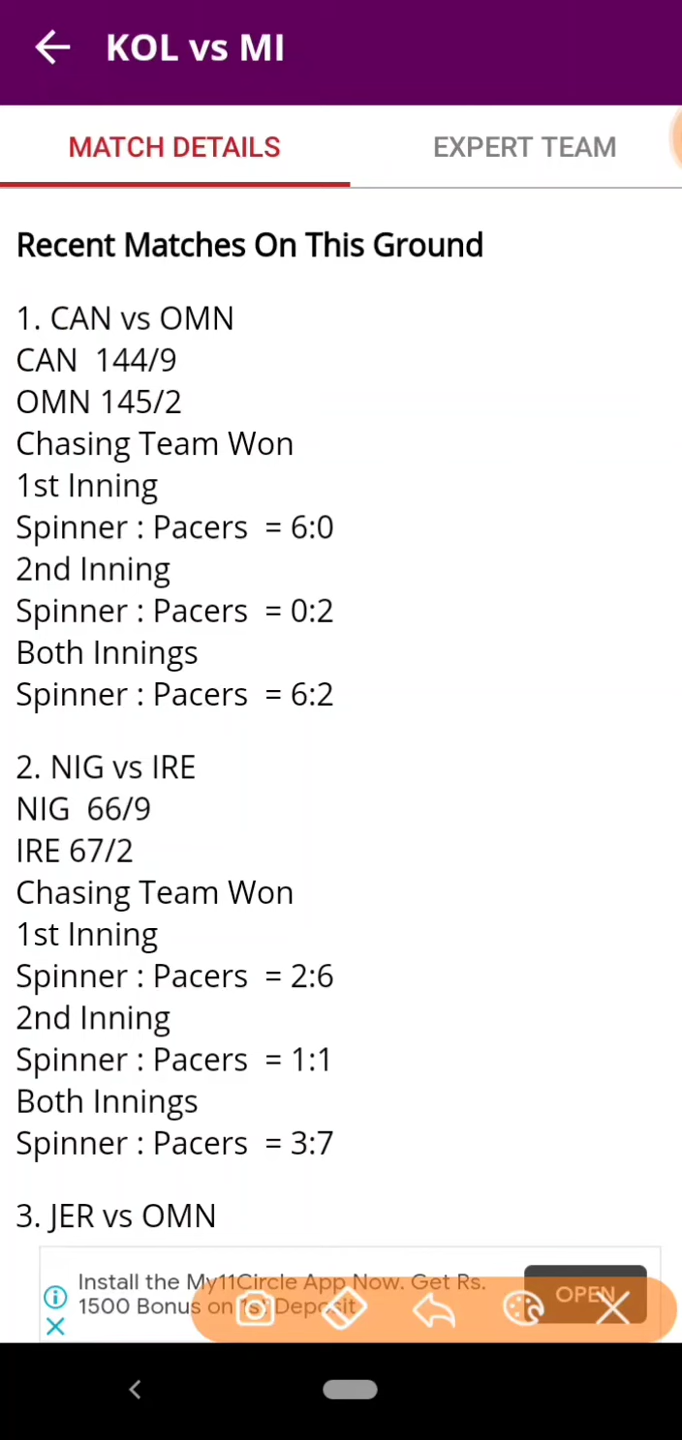 KOL vs MI
MATCH DETAILS
EXPERT TEAM
Recent Matches On This Ground
1. CAN vs OMN
CAN 144/9
OMN 145/2
Chasing Team Won
1st Inning
Spinner : Pacers = 6:0
2nd Inning
Spinner : Pacers = 0:2
Both Innings
Spinner : Pacers = 6:2
2. NIG vs IRE
NIG 66/9
IRE 67/2
Chasing Team Won
1st Inning
Spinner : Pacers = 2:6
2nd Inning
Spinner : Pacers = 1:1
Both Innings
Spinner : Pacers = 3:7
3. JER vs OMN
Install the My11Circle App Now. Get Rs.
1500 Bonus on 1st Deposit
OPEN